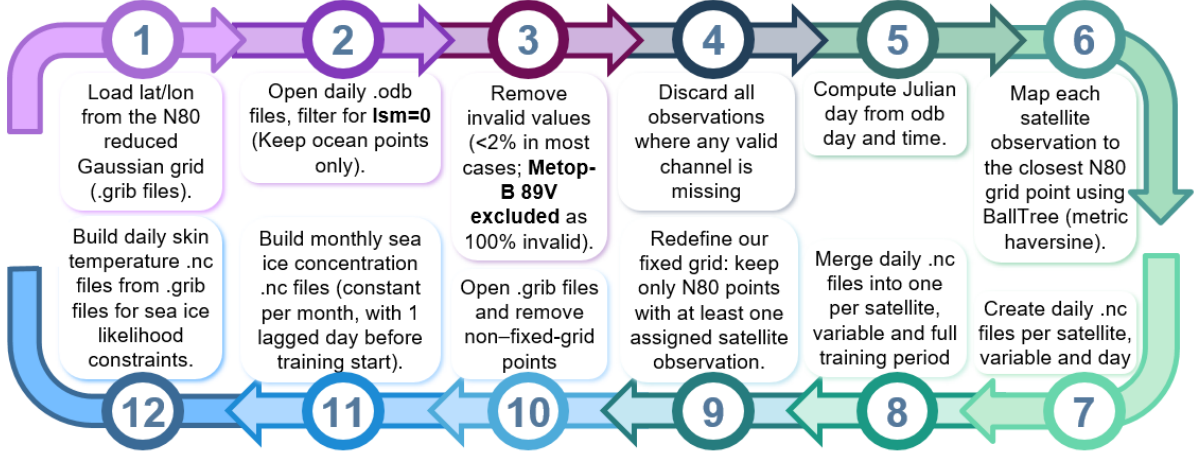 1
Load lat/lon
from the N80
reduced
Gaussian grid
(.grib files).
2
Open daily .odb
files, filter for lsm=0
(Keep ocean points
only).
3
Remove
invalid values
(<2% in most
cases; Metop-
B 89V
excluded as
100% invalid).
4
Discard all
observations
where any valid
channel is
missing
5
Compute Julian
day from odb
day and time.
6
Map each
satellite
observation to
the closest N80
grid point using
BallTree (metric
haversine).
Create daily .nc
files per satellite,
variable and day
7
Merge daily .nc
files into one
per satellite,
variable and full
training period
8
Redefine our
fixed grid: keep
only N80 points
with at least one
assigned satellite
observation.
9
Open .grib files
and remove
non–fixed-grid
points
10
Build monthly sea
ice concentration
.nc files (constant
per month, with 1
lagged day before
training start).
11
Build daily skin
temperature .nc
files from .grib
files for sea ice
likelihood
constraints.
12